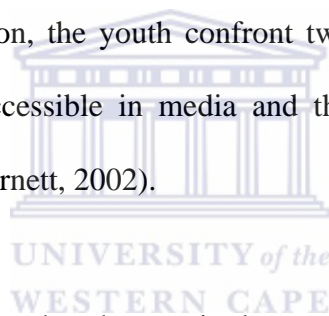 on, the youth confront tw
ccessible in media and th
rnett, 2002).
UNIVERSITY of the
WESTERN CAPE